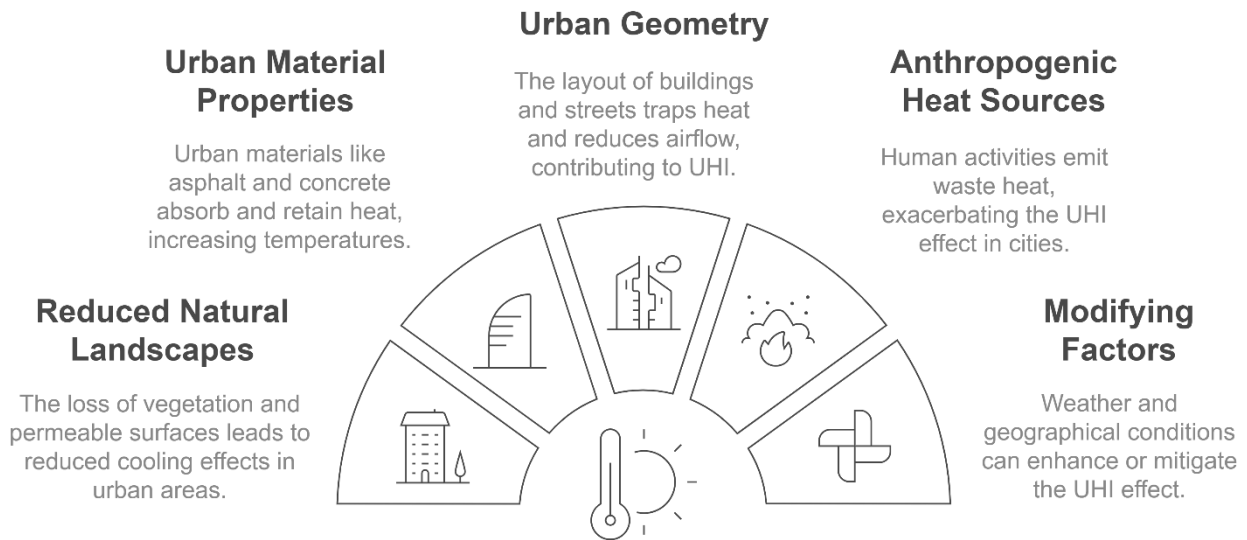 Urban Geometry
The layout of buildings
and streets traps heat
and reduces airflow,
contributing to UHI.
Urban Material
Properties
Urban materials like
asphalt and concrete
absorb and retain heat,
increasing temperatures.
Anthropogenic
Heat Sources
Human activities emit
waste heat,
exacerbating the UHI
effect in cities.
Reduced Natural
Landscapes
The loss of vegetation and
permeable surfaces leads to
reduced cooling effects in
urban areas.
Modifying
Factors
Weather and
geographical conditions
can enhance or mitigate
the UHI effect.